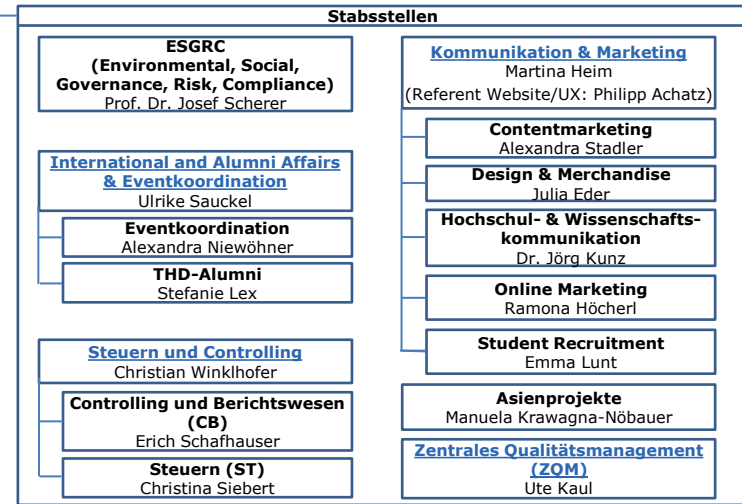 Stabsstellen
ESGRC
(Environmental, Social,
Governance, Risk, Compliance)
Prof. Dr. Josef Scherer
International and Alumni Affairs
& Eventkoordination
Ulrike Sauckel
Eventkoordination
Alexandra Niewöhner
THD-Alumni
Stefanie Lex
Steuern und Controlling
Christian Winklhofer
Controlling und Berichtswesen
(CB)
Erich Schafhauser
Steuern (ST)
Christina Siebert
Kommunikation & Marketing
Martina Heim
(Referent Website/UX: Philipp Achatz)
Contentmarketing
Alexandra Stadler
Design & Merchandise
Julia Eder
Hochschul- & Wissenschafts-
kommunikation
Dr. Jörg Kunz
Online Marketing
Ramona Höcherl
Student Recruitment
Emma Lunt
Asienprojekte
Manuela Krawagna-Nöbauer
Zentrales Qualitätsmanagement
(ZQM)
Ute Kaul